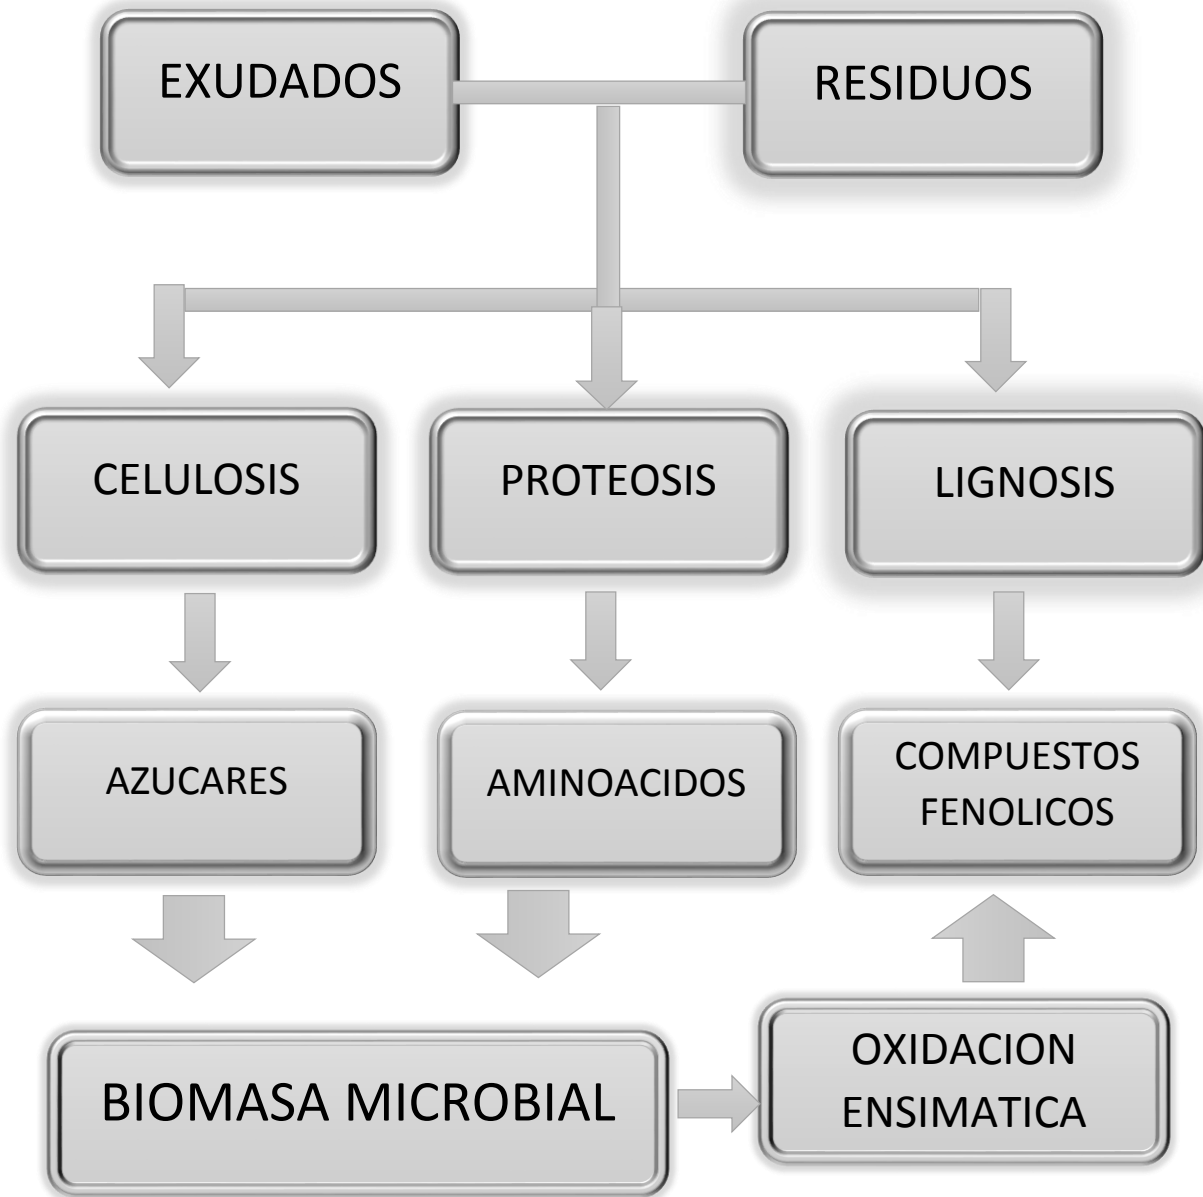 EXUDADOS
RESIDUOS
CELULOSIS
PROTEOSIS
LIGNOSIS
AZUCARES
AMINOACIDOS
COMPUESTOS
FENOLICOS
BIOMASA MICROBIAL
OXIDACION
ENSIMATICA